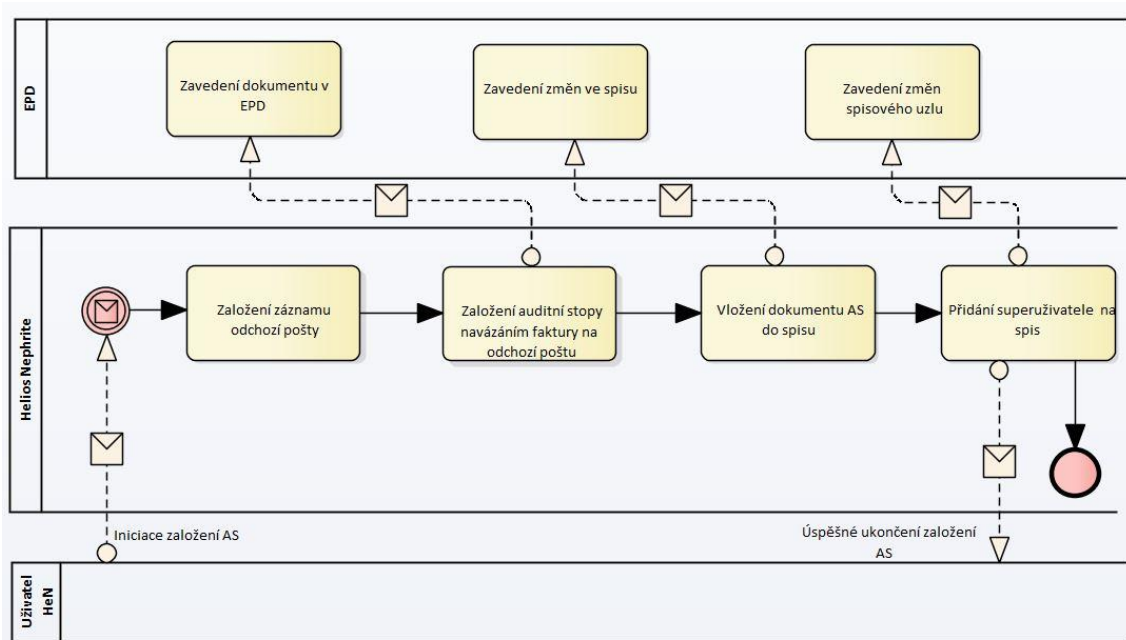 EPD
Zavedení dokumentu v
EPD
Zavedení změn ve spisu
Zavedení změn
spisového uzlu
Helios Nephrite
Založení záznamu
odchozí pošty
Založení auditní stopy
navázáním faktury na
odchozí poštu
Vložení dokumentu AS
do spisu
Přidání superuživatele na
spis
Iniciace založení AS
Úspěšné ukončení založení
AS
Uživatel
HeN